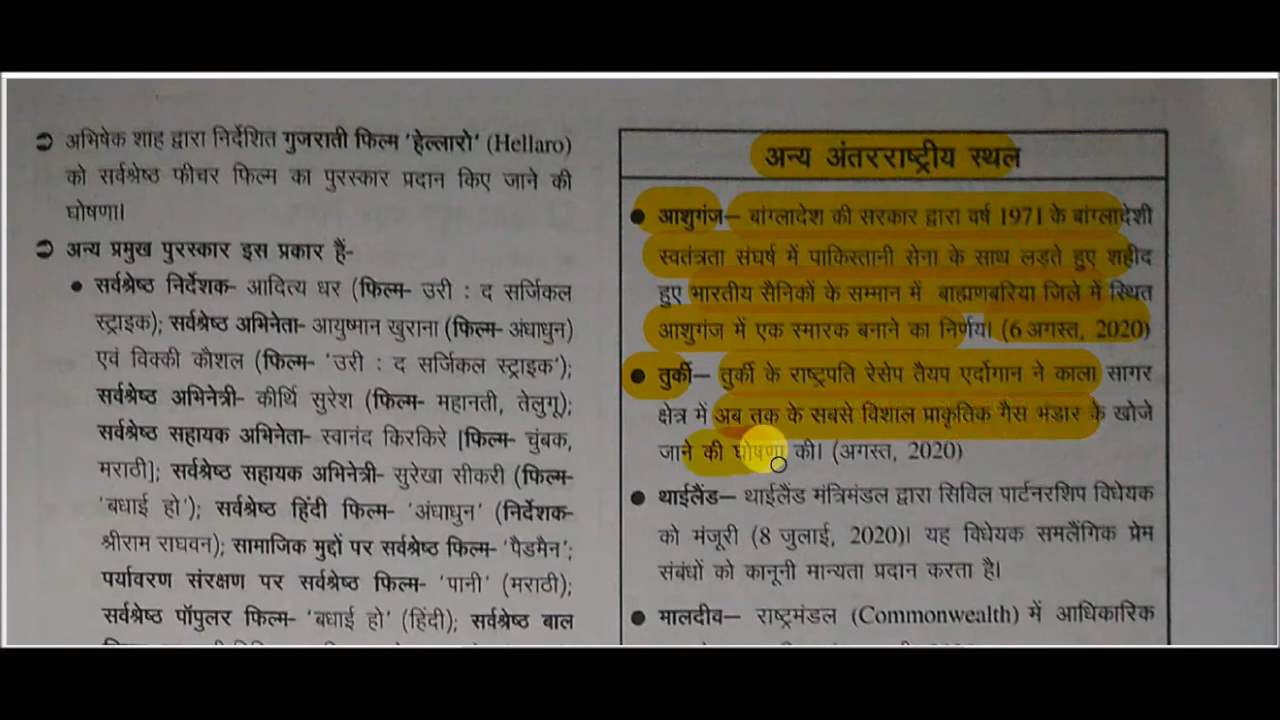 ➲ अभिषेक शाह द्वारा निर्देशित गुजराती फिल्म 'हेल्लारो' (Hellaro)
को सर्वश्रेष्ठ फीचर फिल्म का पुरस्कार प्रदान किए जाने की
घोषणा।
➲ अन्य प्रमुख पुरस्कार इस प्रकार हैं-
● सर्वश्रेष्ठ निर्देशक- आदित्य धर (फिल्म- उरी : द सर्जिकल
स्ट्राइक); सर्वश्रेष्ठ अभिनेता- आयुष्मान खुराना (फिल्म- अंधाधुन)
एवं विक्की कौशल (फिल्म- 'उरी : द सर्जिकल स्ट्राइक');
सर्वश्रेष्ठ अभिनेत्री- कीर्थि सुरेश (फिल्म- महानती, तेलुगू);
सर्वश्रेष्ठ सहायक अभिनेता- स्वानंद किरकिरे [फिल्म- चुंबक,
मराठी]; सर्वश्रेष्ठ सहायक अभिनेत्री- सुरेखा सीकरी (फिल्म-
'बधाई हो'); सर्वश्रेष्ठ हिंदी फिल्म- 'अंधाधुन' (निर्देशक-
श्रीराम राघवन); सामाजिक मुद्दों पर सर्वश्रेष्ठ फिल्म- 'पैडमैन';
पर्यावरण संरक्षण पर सर्वश्रेष्ठ फिल्म- 'पानी' (मराठी);
सर्वश्रेष्ठ पॉपुलर फिल्म- 'बधाई हो' (हिंदी); सर्वश्रेष्ठ बाल
अन्य अंतरराष्ट्रीय स्थल
● आशुगंज– बांग्लादेश की सरकार द्वारा वर्ष 1971 के बांग्लादेशी
स्वतंत्रता संघर्ष में पाकिस्तानी सेना के साथ लड़ते हुए शहीद
हुए भारतीय सैनिकों के सम्मान में बाह्मणबरिया जिले में स्थित
आशुगंज में एक स्मारक बनाने का निर्णय। (6 अगस्त, 2020)
● तुर्की– तुर्की के राष्ट्रपति रेसेप तैयप एर्दोगान ने काला सागर
क्षेत्र में अब तक के सबसे विशाल प्राकृतिक गैस भंडार के खोजे
जाने की घोषणा की। (अगस्त, 2020)
● थाईलैंड– थाईलैंड मंत्रिमंडल द्वारा सिविल पार्टनरशिप विधेयक
को मंजूरी (8 जुलाई, 2020)। यह विधेयक समलैंगिक प्रेम
संबंधों को कानूनी मान्यता प्रदान करता है।
● मालदीव– राष्ट्रमंडल (Commonwealth) में आधिकारिक